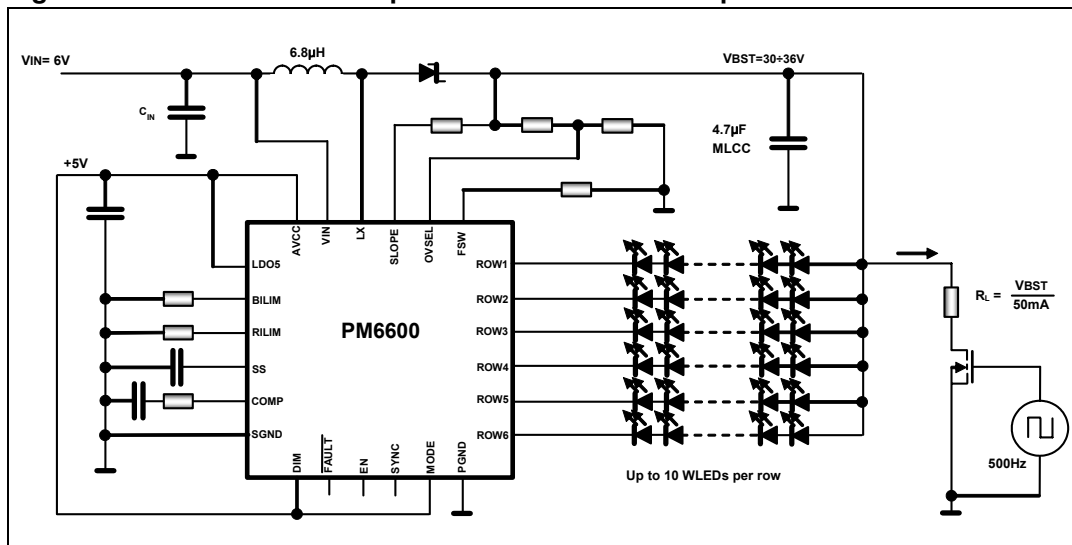 6.8µH
VIN= 6V
VBST=30÷36V
CIN
4.7µF
MLCC
+5V
AVCC
VIN
LX
SLOPE
OVSEL
FSW
LDO5
BILIM
RILIM
SS
COMP
SGND
PM6600
ROW1
ROW2
ROW3
ROW4
ROW5
ROW6
DIM
FAULT
EN
SYNC
MODE
PGND
Up to 10 WLEDs per row
RL = VBST
50mA
500Hz